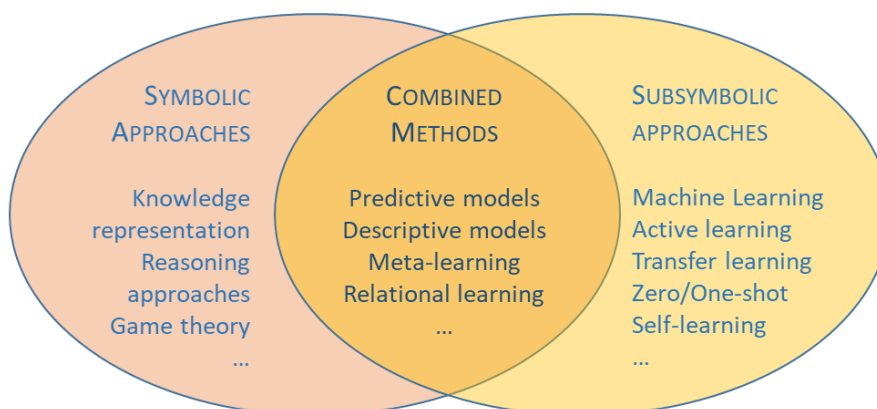 SYMBOLIC
APPROACHES
Knowledge
representation
Reasoning
approaches
Game theory
...
COMBINED
METHODS
Predictive models
Descriptive models
Meta-learning
Relational learning
...
SUBSYMBOLIC
APPROACHES
Machine Learning
Active learning
Transfer learning
Zero/One-shot
Self-learning
...